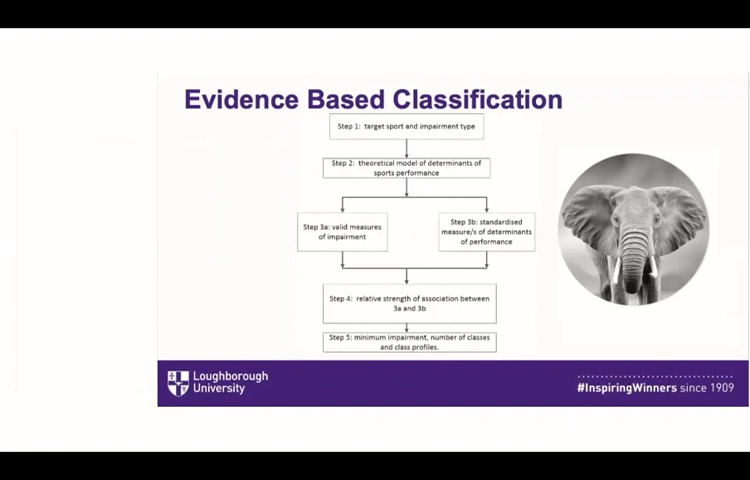 Evidence Based Classification
Step 1: target sport and impairment type
Step 2: theoretical model of determinants of
sports performance
Step 3a: valid measures
of impairment
Step 3b: standardised
measure/s of determinants
of performance
Step 4: relative strength of association between
3a and 3b
Step 5: minimum impairment, number of classes
and class profiles.
Loughborough
University
#InspiringWinners since 1909